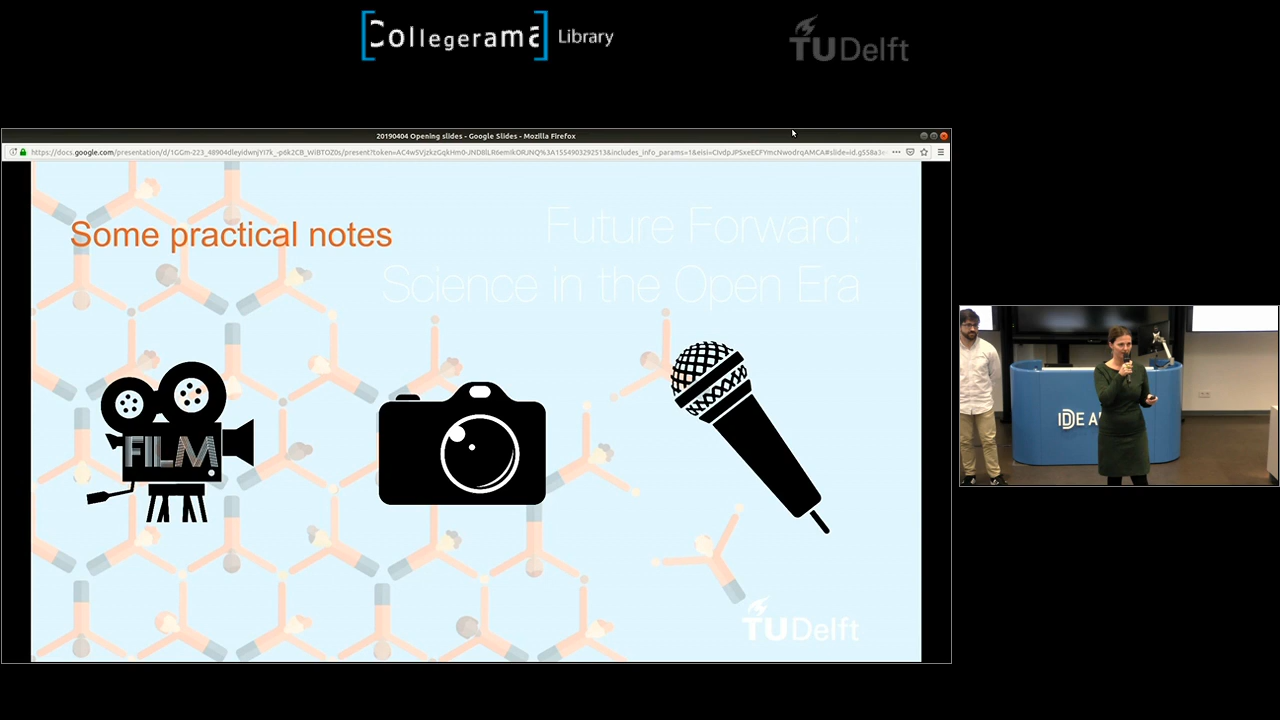 Collegerama Library
TU Delft
20190404 Opening slides - Google Slides - Mozilla Firefox
Some practical notes
Future Forward:
Science in the Open Era
FILM
TU Delft